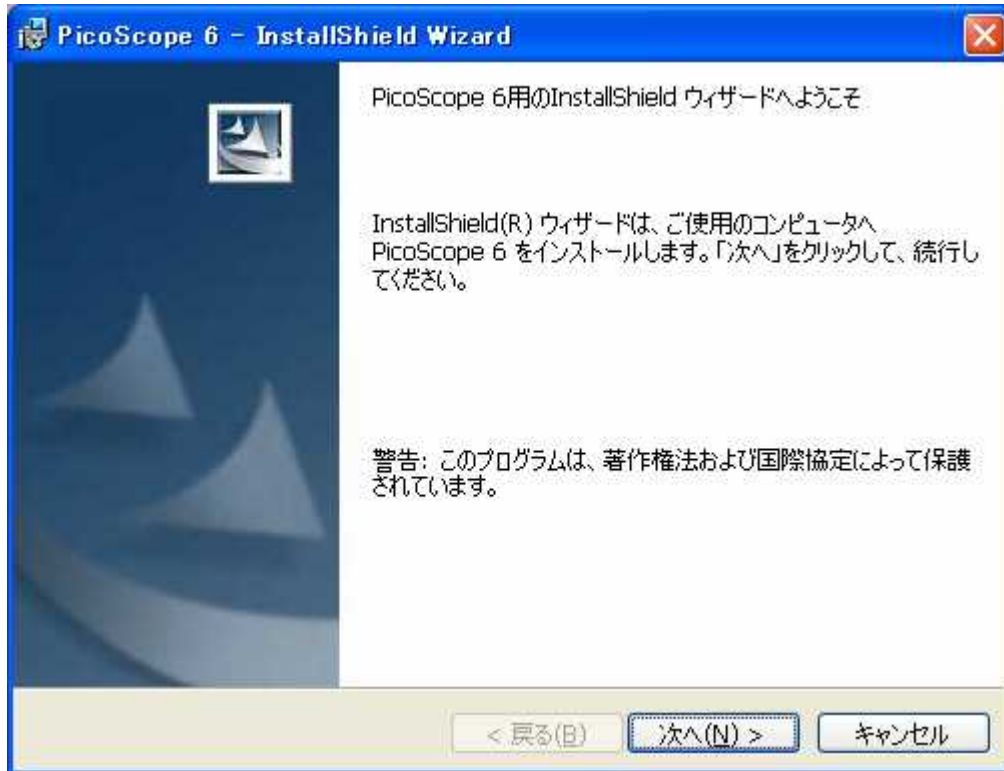 PicoScope 6 - InstallShield Wizard
PicoScope 6用のInstallShield ウィザードへようこそ
InstallShield(R) ウィザードは、ご使用のコンピュータへ
PicoScope 6 をインストールします。「次へ」をクリックして、続行し
てください。
警告: このプログラムは、著作権法および国際協定によって保護
されています。
< 戻る(B)
次へ(N) >
キャンセル